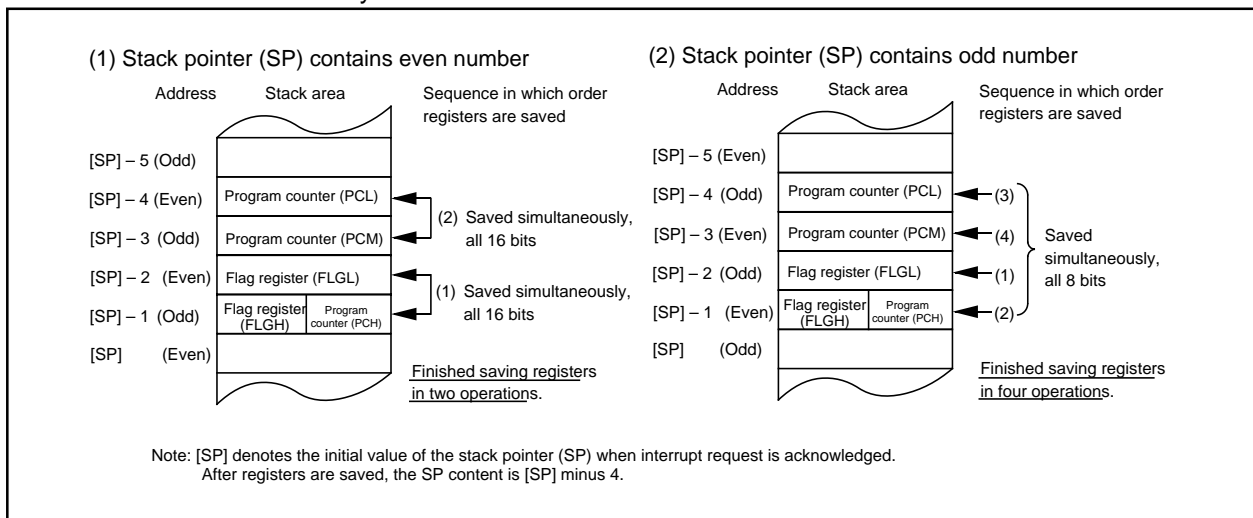 (1) Stack pointer (SP) contains even number
Address
Stack area
Sequence in which order
registers are saved
[SP] – 5 (Odd)
[SP] – 4 (Even)
Program counter (PCL)
[SP] – 3 (Odd)
Program counter (PCM)
(2) Saved simultaneously,
all 16 bits
[SP] – 2 (Even)
Flag register (FLGL)
[SP] – 1 (Odd)
Flag register
(FLGH)
Program
counter (PCH)
(1) Saved simultaneously,
all 16 bits
[SP] (Even)
Finished saving registers
in two operations.
(2) Stack pointer (SP) contains odd number
Address
Stack area
Sequence in which order
registers are saved
[SP] – 5 (Even)
[SP] – 4 (Odd)
Program counter (PCL)
(3)
[SP] – 3 (Even)
Program counter (PCM)
(4)
[SP] – 2 (Odd)
Flag register (FLGL)
(1)
[SP] – 1 (Even)
Flag register
(FLGH)
Program
counter (PCH)
(2)
Saved
simultaneously,
all 8 bits
[SP] (Odd)
Finished saving registers
in four operations.
Note: [SP] denotes the initial value of the stack pointer (SP) when interrupt request is acknowledged.
After registers are saved, the SP content is [SP] minus 4.